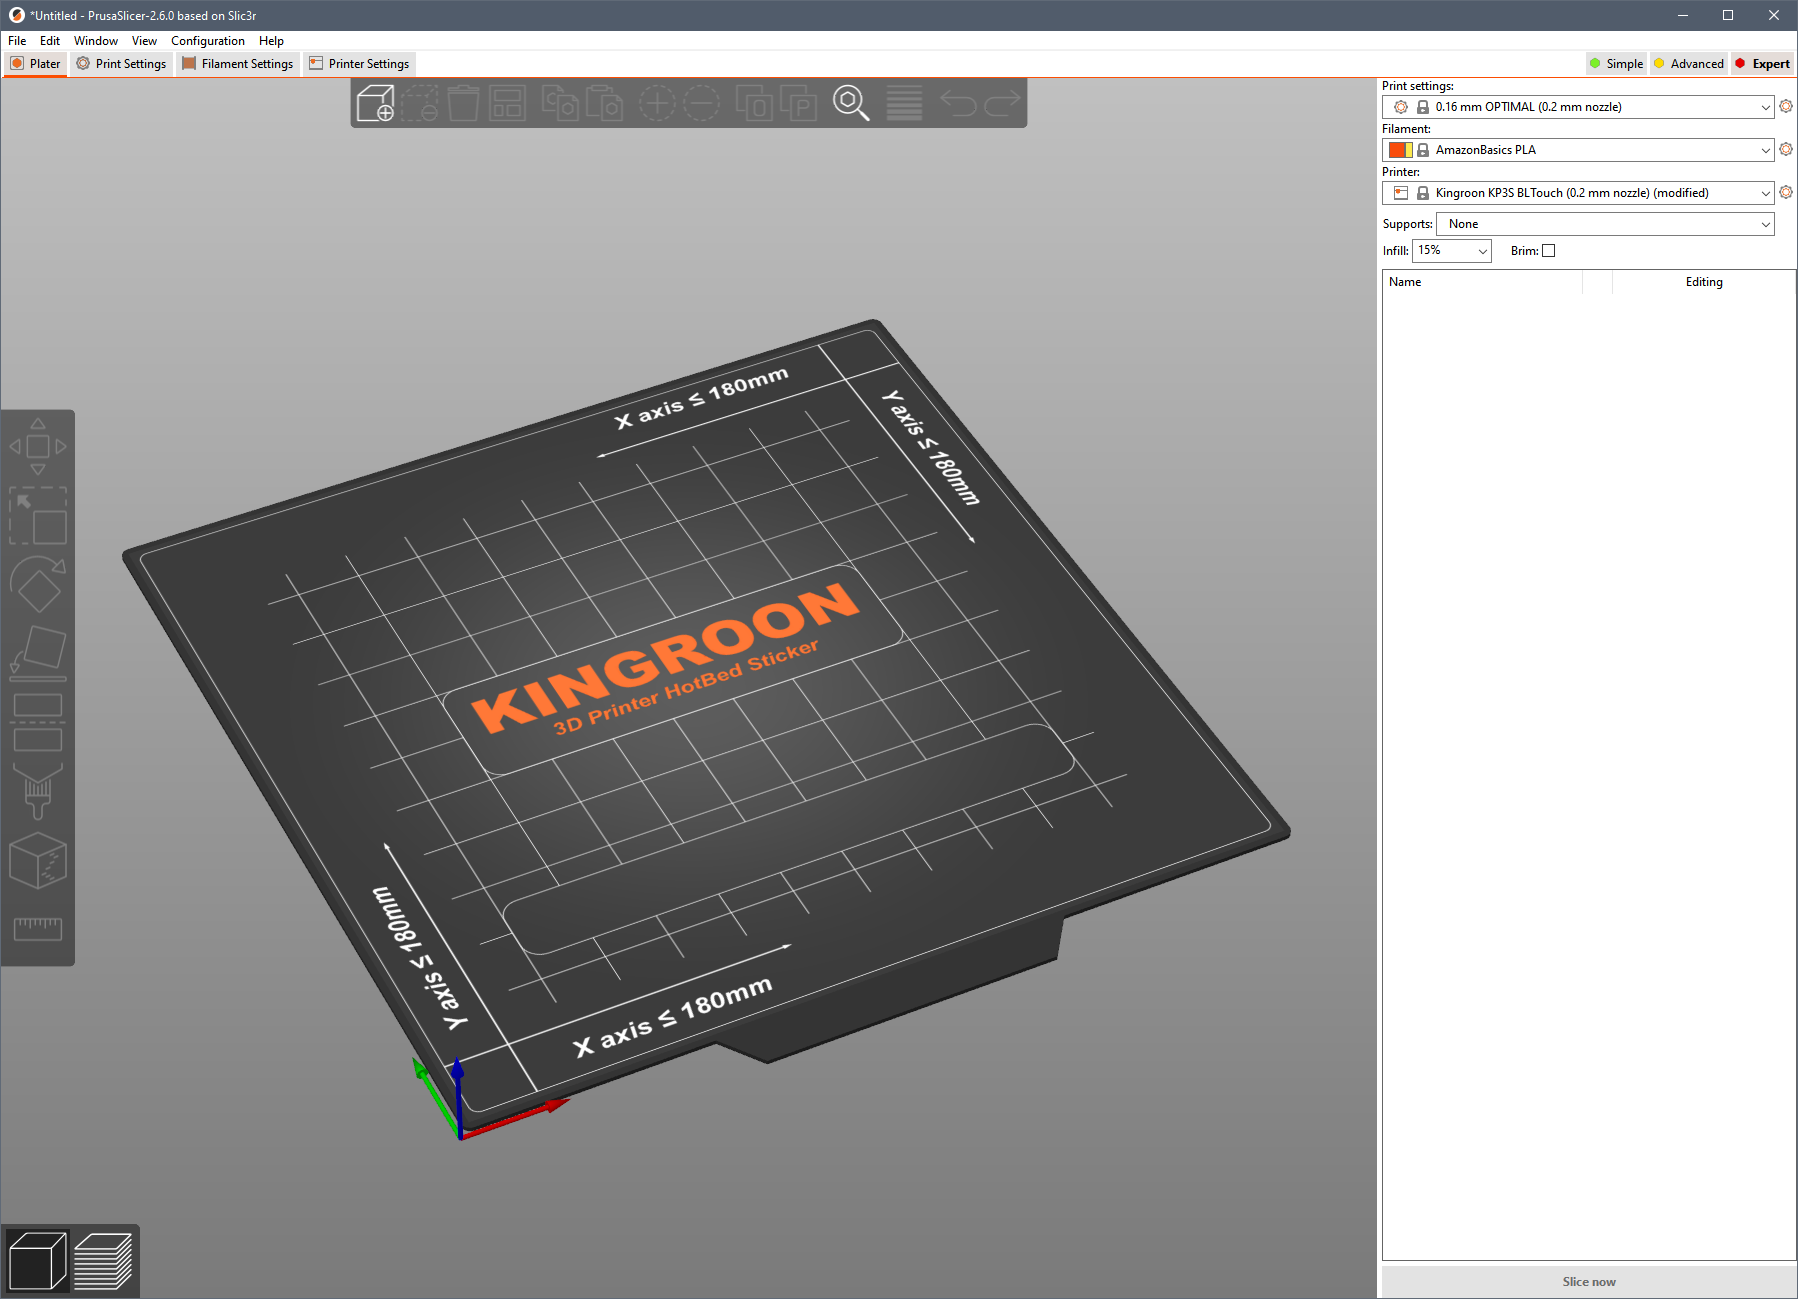 *Untitled - PrusaSlicer-2.6.0 based on Slic3r
File Edit Window View Configuration Help
Plater Print Settings Filament Settings Printer Settings Simple Advanced Expert
Print settings:
0.16 mm OPTIMAL (0.2 mm nozzle)
Filament:
AmazonBasics PLA
Printer:
Kingroon KP3S BLTouch (0.2 mm nozzle) (modified)
Supports: None
Infill: 15% Brim:
Name Editing
X axis ≤ 180mm
Y axis ≤ 180mm
KINGROON
3D Printer HotBed Sticker
Y axis ≤ 180mm
X axis ≤ 180mm
Slice now